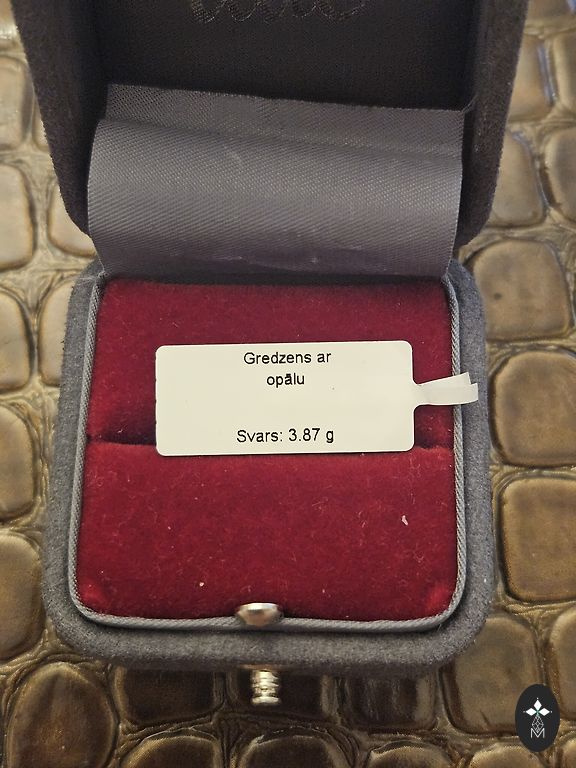 Gredzens ar
opālu
Svars: 3.87 g
M